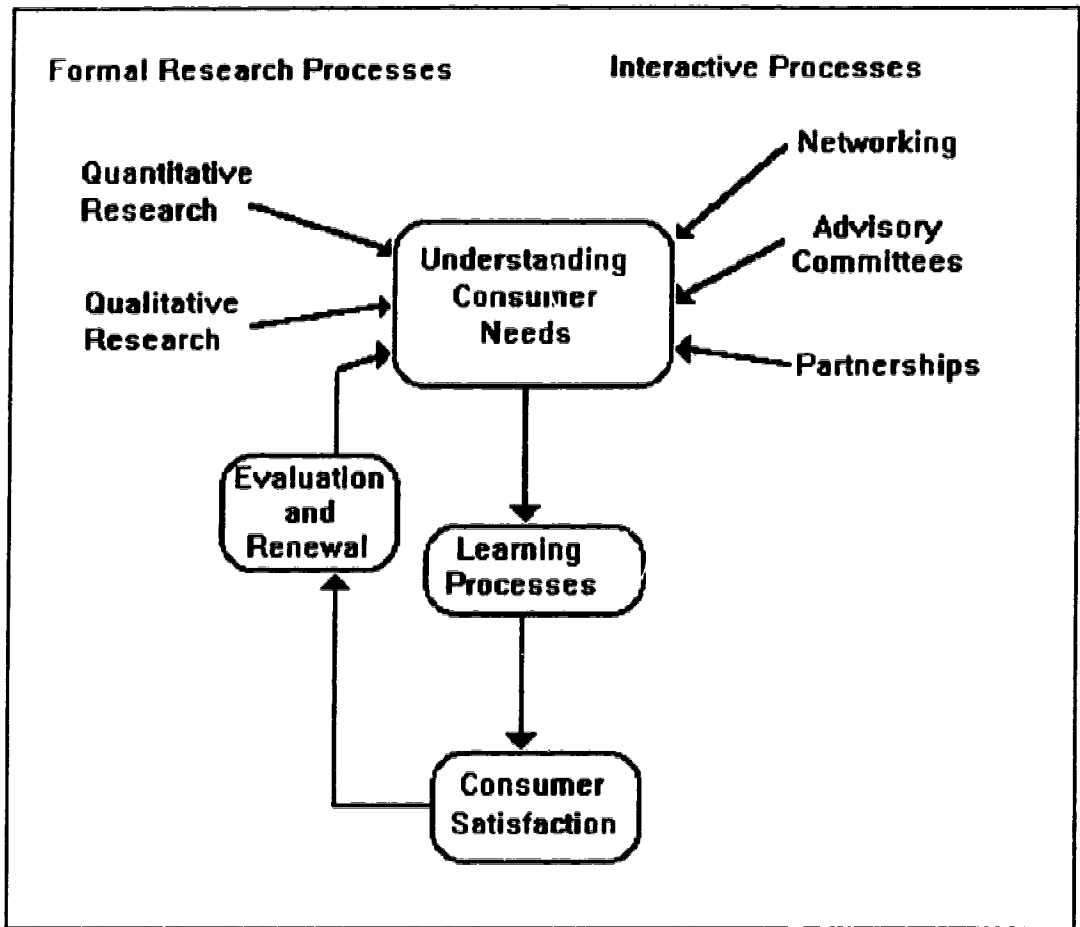 Formal Research Processes
Interactive Processes
Quantitative
Research
Qualitative
Research
Networking
Advisory
Committees
Partnerships
Understanding
Consumer
Needs
Evaluation
and
Renewal
Learning
Processes
Consumer
Satisfaction